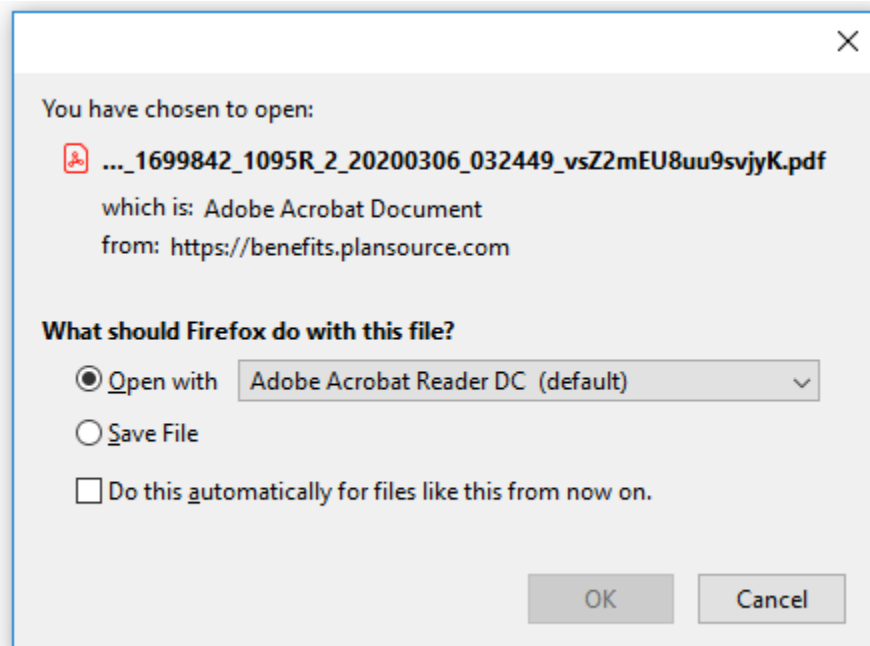 You have chosen to open:
..._1699842_1095R_2_20200306_032449_vsZ2mEU8uu9svjyK.pdf
which is: Adobe Acrobat Document
from: https://benefits.plansource.com
What should Firefox do with this file?
Open with Adobe Acrobat Reader DC (default)
Save File
Do this automatically for files like this from now on.
OK Cancel